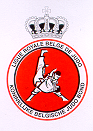 LIGUE ROYALE BELGE DE JUDO
KONINKLIJKE BELGISCHE JUDO BOND